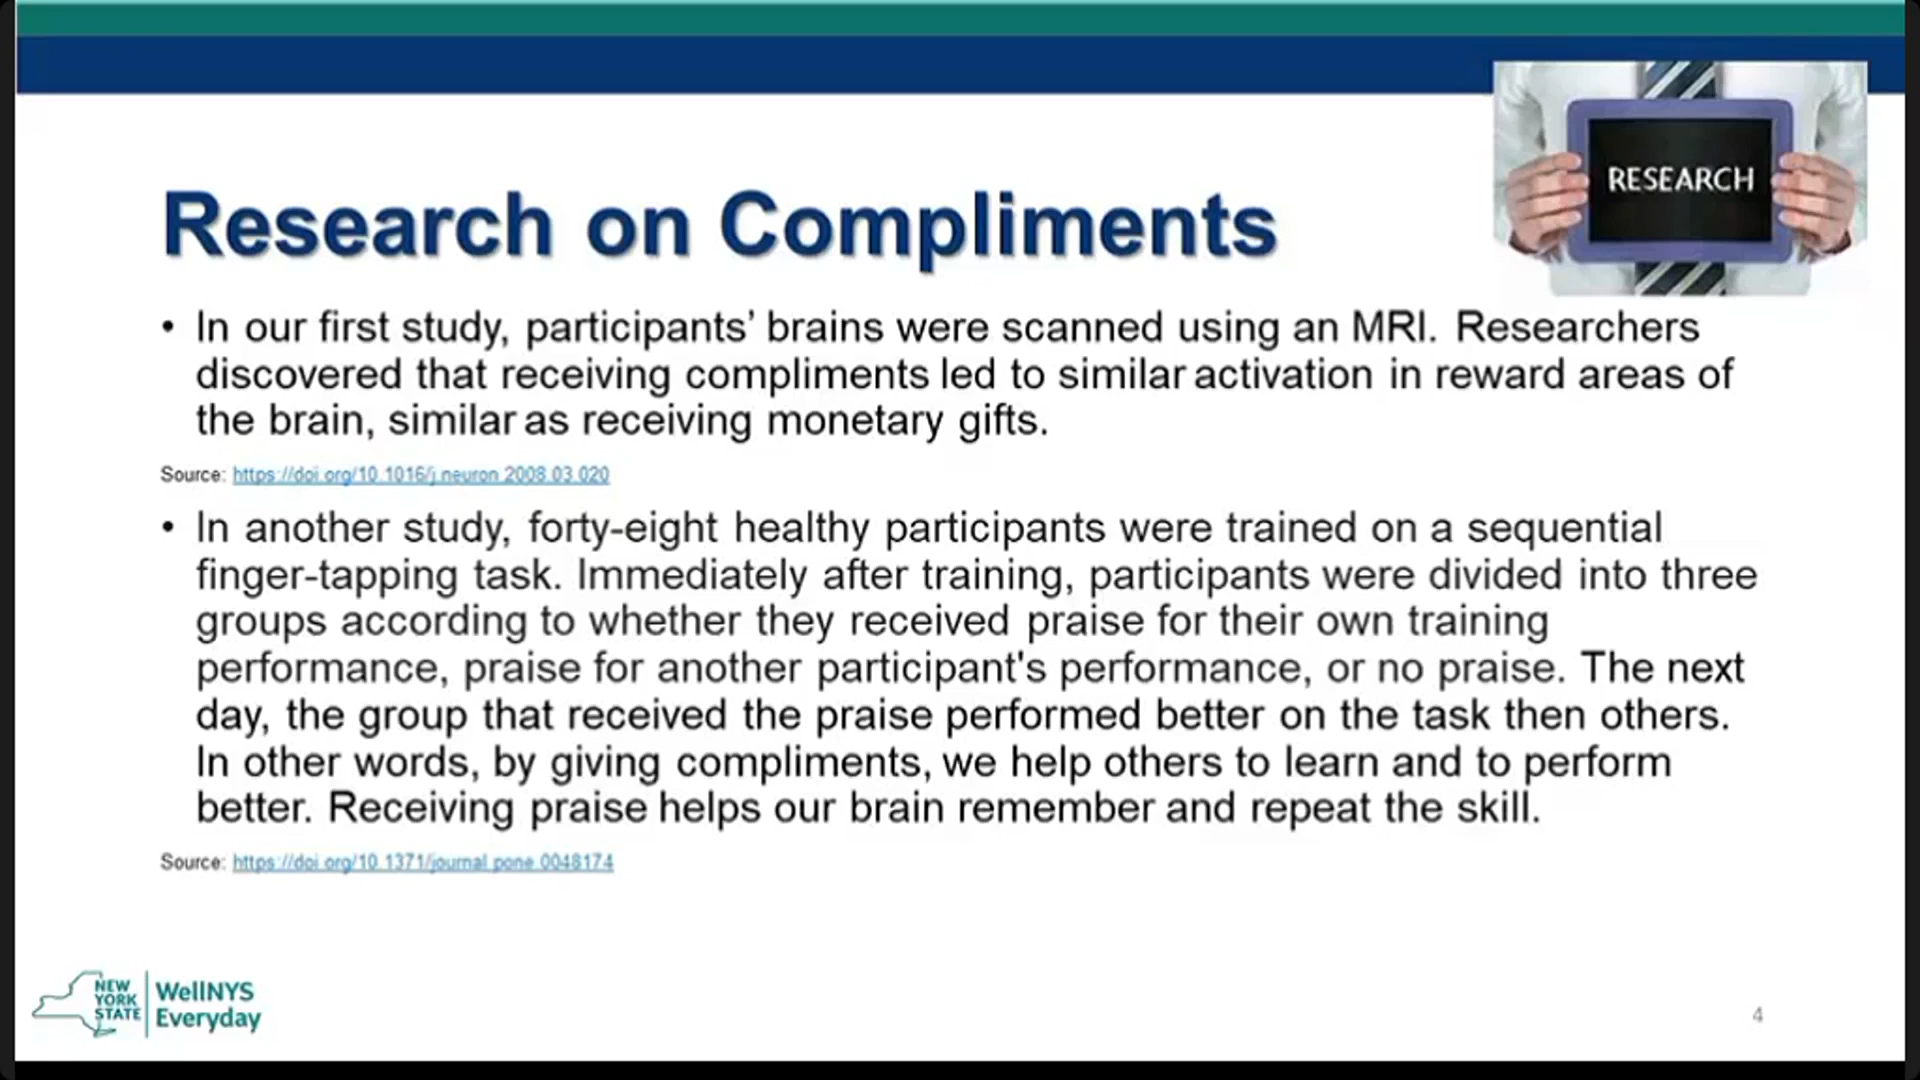 RESEARCH
Research on Compliments
• In our first study, participants’ brains were scanned using an MRI. Researchers
discovered that receiving compliments led to similar activation in reward areas of
the brain, similar as receiving monetary gifts.
Source: https://doi.org/10.1016/j.neuron.2008.03.020
• In another study, forty-eight healthy participants were trained on a sequential
finger-tapping task. Immediately after training, participants were divided into three
groups according to whether they received praise for their own training
performance, praise for another participant's performance, or no praise. The next
day, the group that received the praise performed better on the task then others.
In other words, by giving compliments, we help others to learn and to perform
better. Receiving praise helps our brain remember and repeat the skill.
Source: https://doi.org/10.1371/journal.pone.0048174
NEW
YORK
STATE
WellNYS
Everyday
4